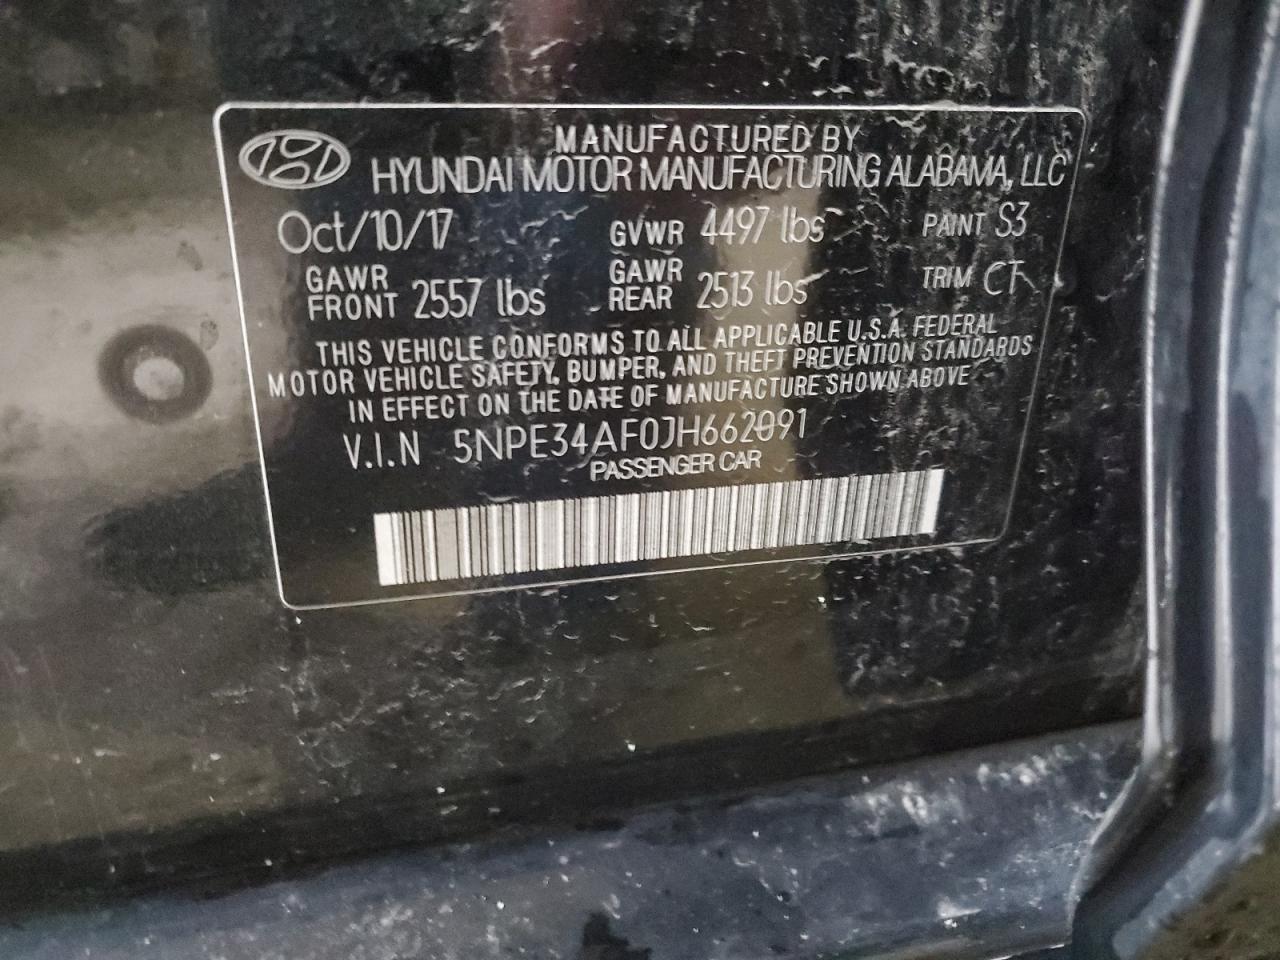 MANUFACTURED BY
HYUNDAI MOTOR MANUFACTURING ALABAMA, LLC
Oct/10/17 GVWR 4497 lbs PAINT S3
GAWR FRONT 2557 lbs GAWR REAR 2513 lbs TRIM CT
THIS VEHICLE CONFORMS TO ALL APPLICABLE U.S.A. FEDERAL
MOTOR VEHICLE SAFETY, BUMPER, AND THEFT PREVENTION STANDARDS
IN EFFECT ON THE DATE OF MANUFACTURE SHOWN ABOVE
V.I.N 5NPE34AF0JH662091
PASSENGER CAR